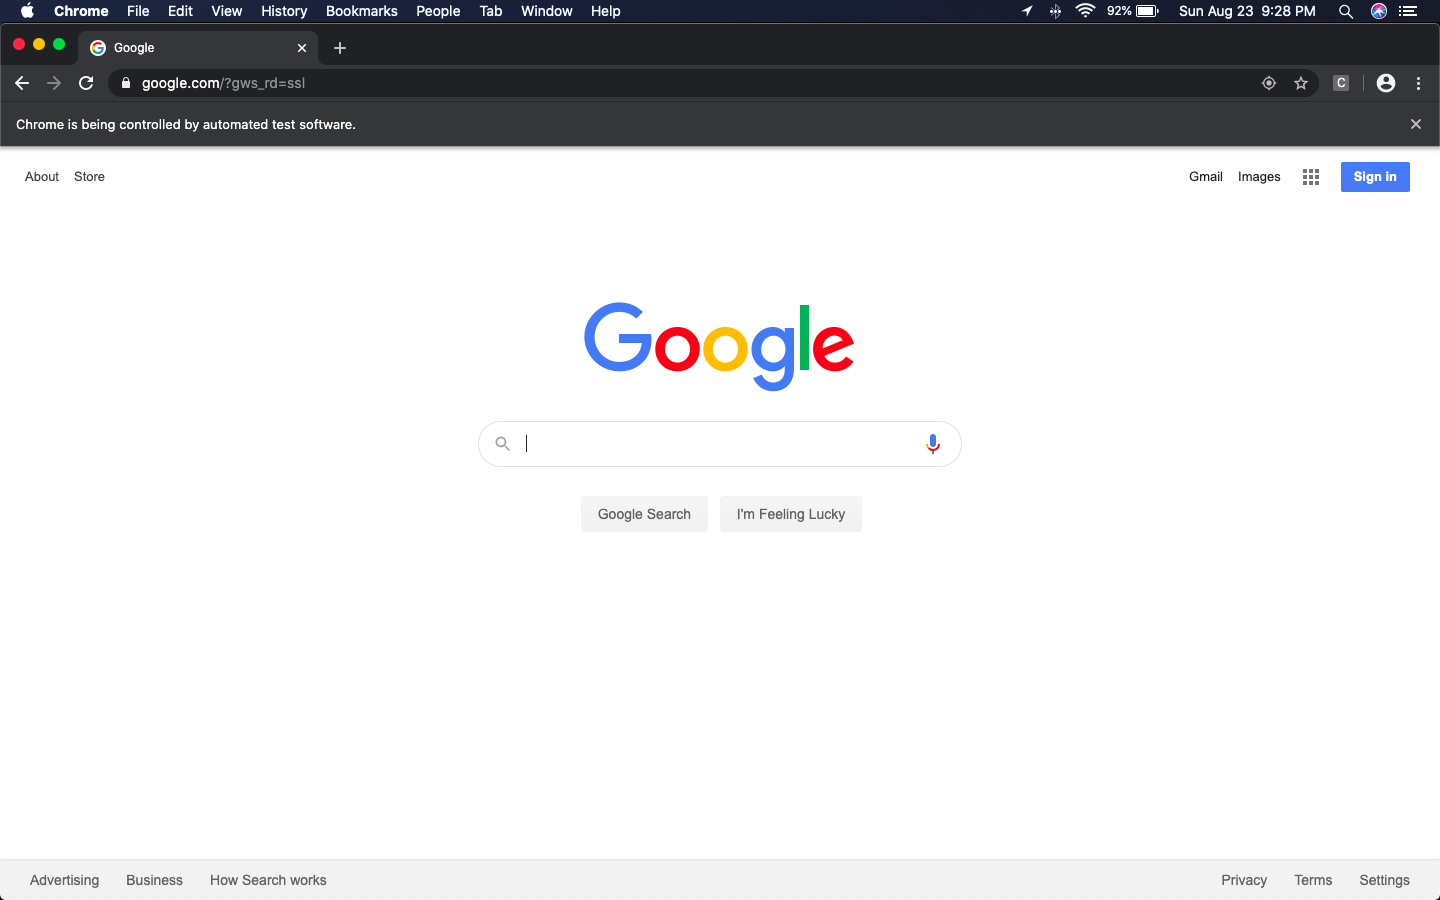 Chrome File Edit View History Bookmarks People Tab Window Help 92% Sun Aug 23 9:28 PM
Google
google.com/?gws_rd=ssl C
Chrome is being controlled by automated test software.
About Store Gmail Images Sign in
Google
Google Search I'm Feeling Lucky
Advertising Business How Search works Privacy Terms Settings